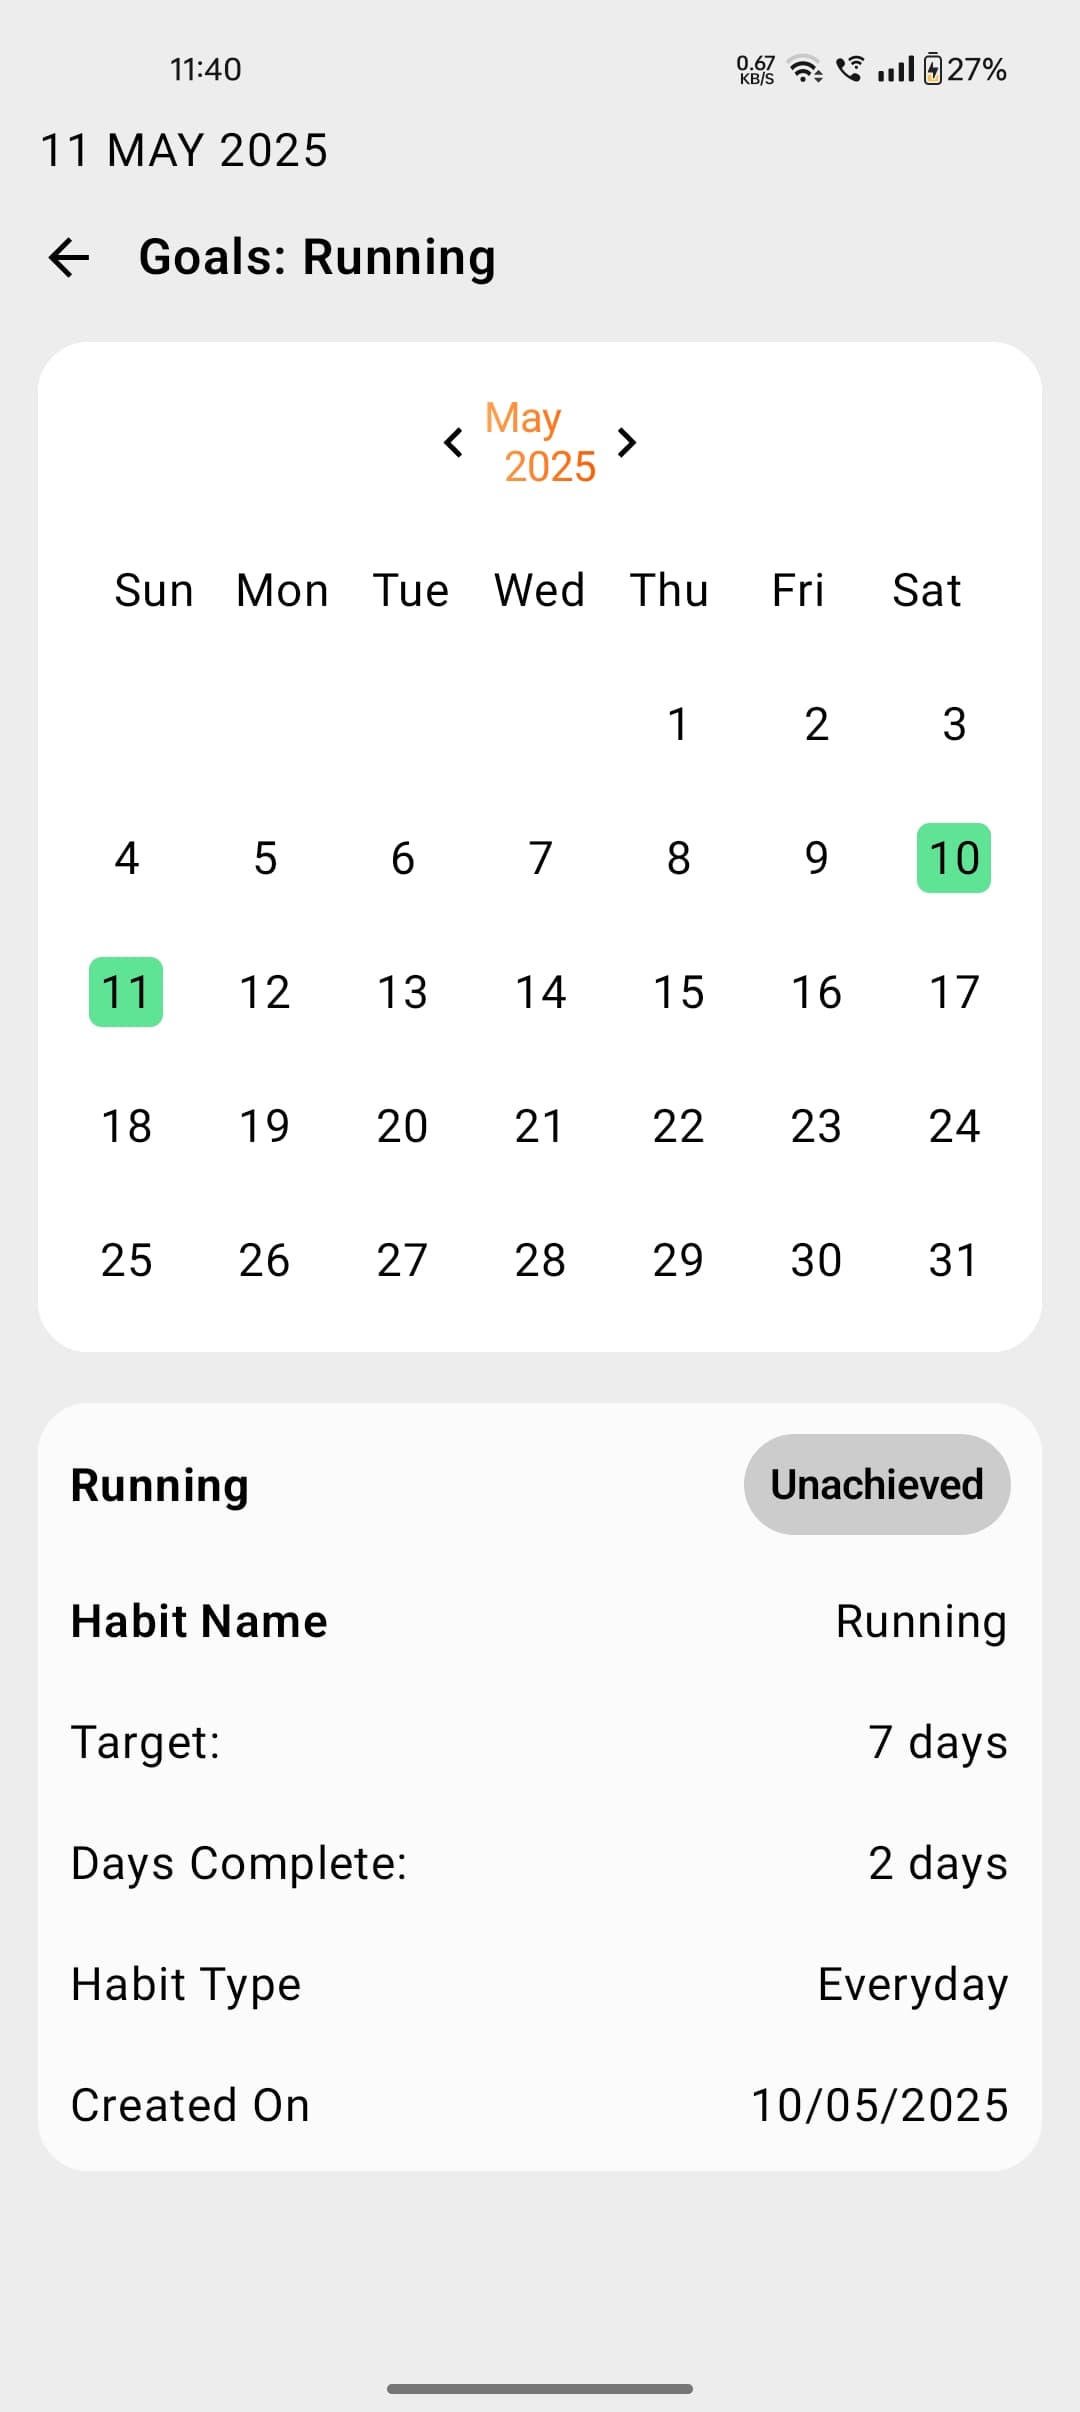 11:40
0.67
KB/S
27%
11 MAY 2025
Goals: Running
May
2025
Sun Mon Tue Wed Thu Fri Sat
1 2 3
4 5 6 7 8 9 10
11 12 13 14 15 16 17
18 19 20 21 22 23 24
25 26 27 28 29 30 31
Running Unachieved
Habit Name Running
Target: 7 days
Days Complete: 2 days
Habit Type Everyday
Created On 10/05/2025